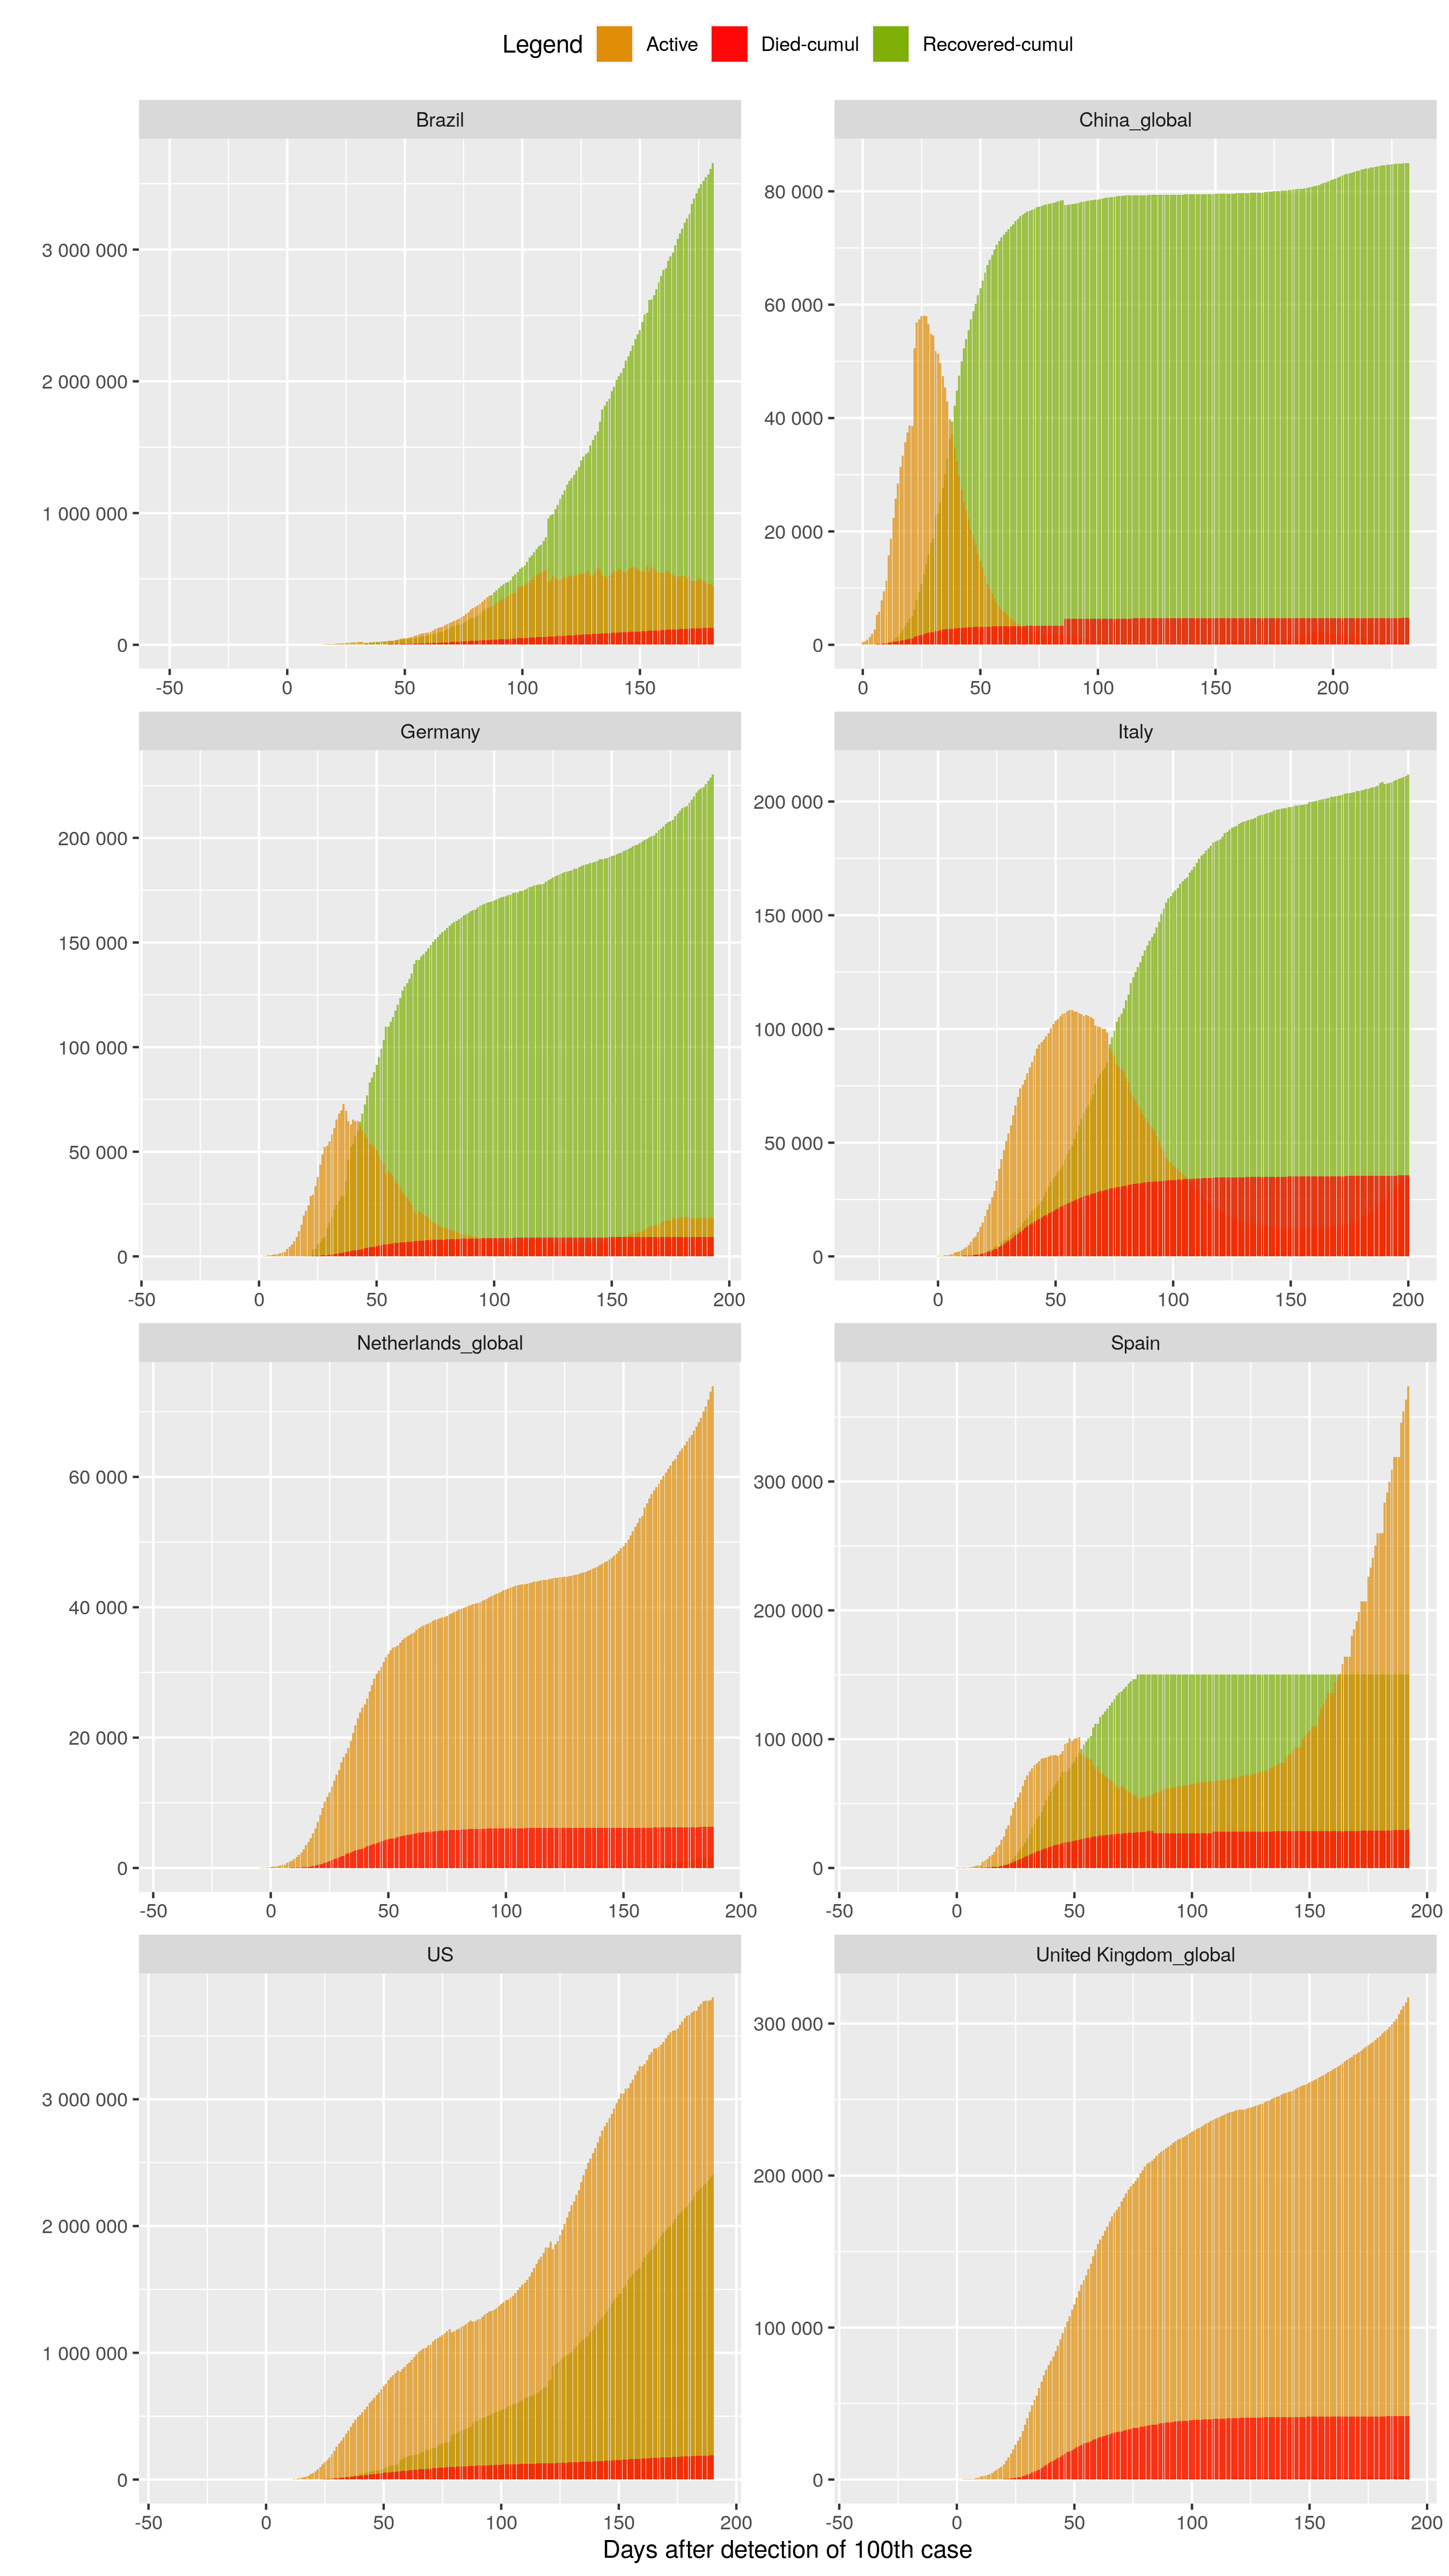 Legend Active Died-cumul Recovered-cumul
Brazil
3 000 000
2 000 000
1 000 000
0
-50 0 50 100 150
China_global
80 000
60 000
40 000
20 000
0
0 50 100 150 200
Germany
200 000
150 000
100 000
50 000
0
-50 0 50 100 150 200
Italy
200 000
150 000
100 000
50 000
0
0 50 100 150 200
Netherlands_global
60 000
40 000
20 000
0
-50 0 50 100 150 200
Spain
300 000
200 000
100 000
0
-50 0 50 100 150 200
US
3 000 000
2 000 000
1 000 000
0
-50 0 50 100 150 200
United Kingdom_global
300 000
200 000
100 000
0
-50 0 50 100 150 200
Days after detection of 100th case